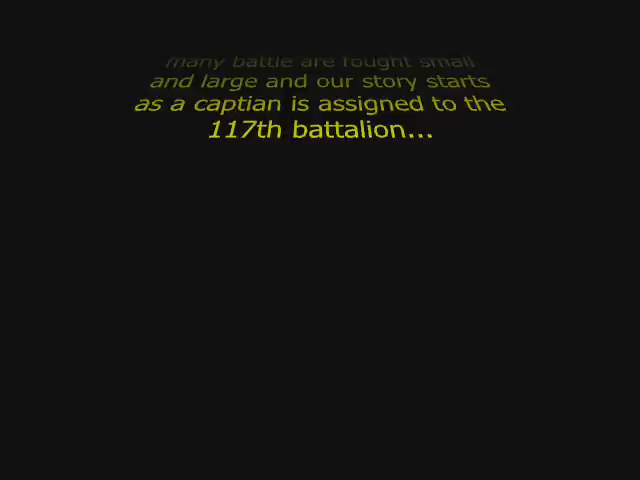 many battle are fought small
and large and our story starts
as a captian is assigned to the
117th battalion...